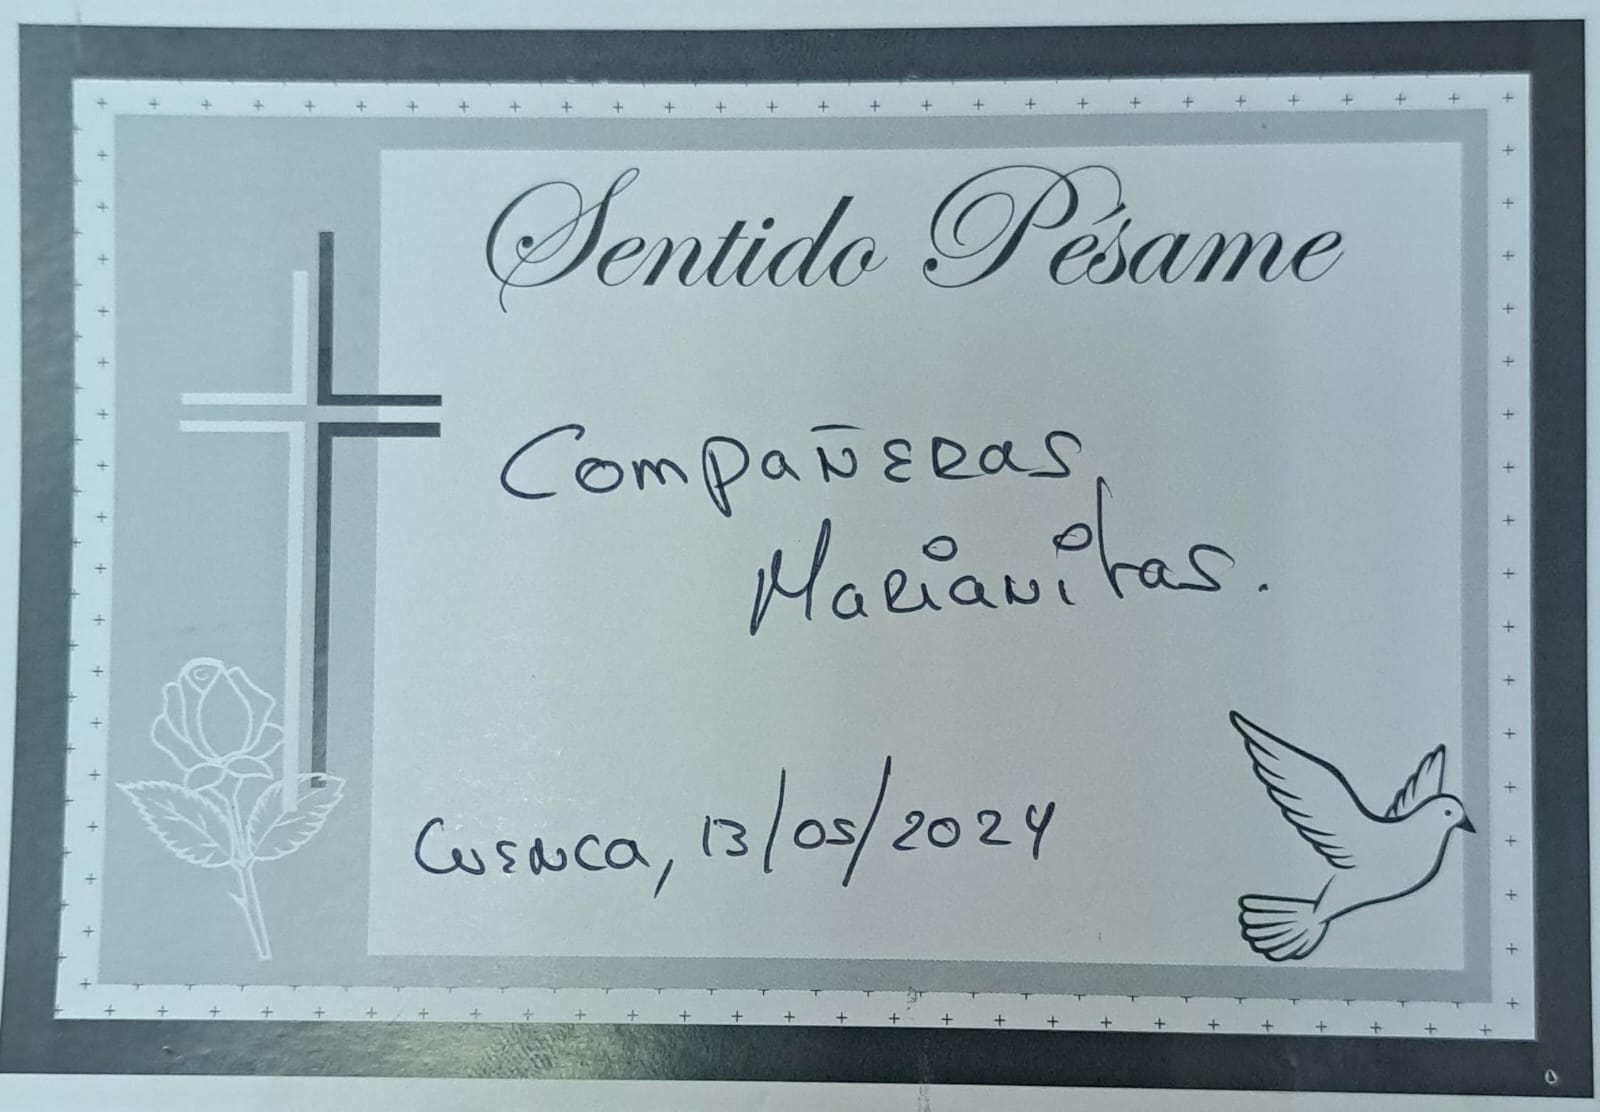 Sentido Pésame
Compañeras
Marianitas.
Cuenca, 13/05/2024